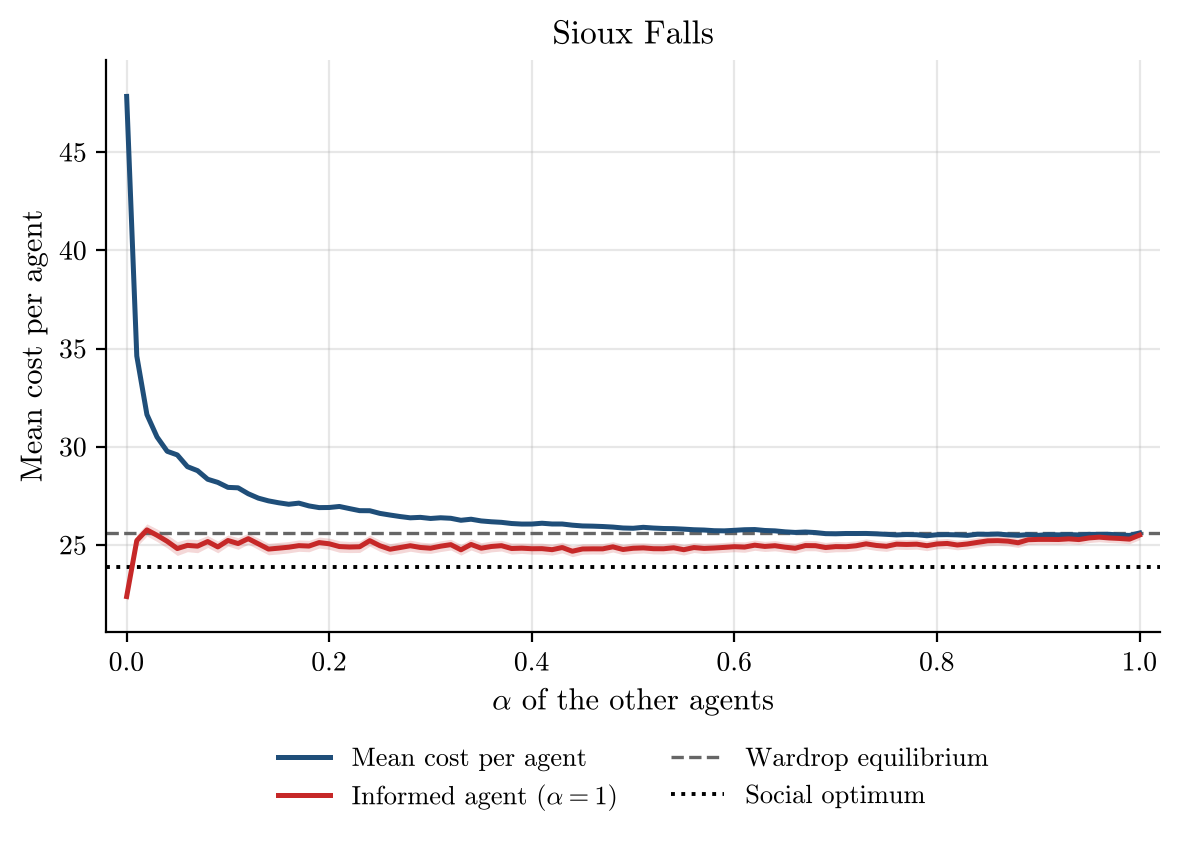 Sioux Falls
Mean cost per agent
45
40
35
30
25
0.0 0.2 0.4 0.6 0.8 1.0
α of the other agents
Mean cost per agent
Informed agent (α = 1)
Wardrop equilibrium
Social optimum